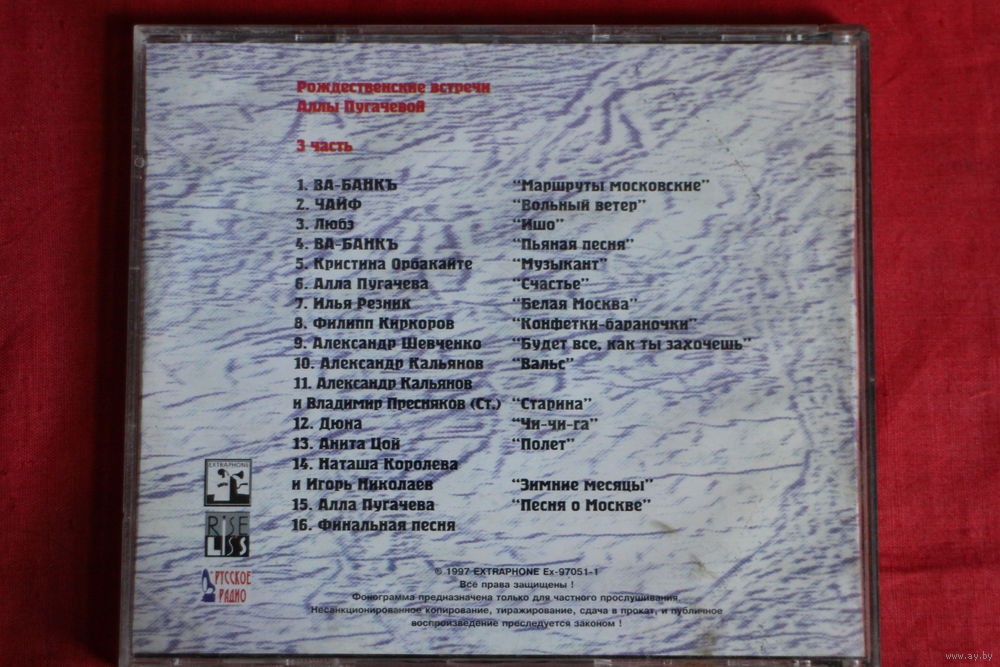 Рождественские встречи
Аллы Пугачевой
3 часть
1. ВА-БАНКЪ "Маршруты московские"
2. ЧАЙФ "Вольный ветер"
3. Любэ "Ишо"
4. ВА-БАНКЪ "Пьяная песня"
5. Кристина Орбакайте "Музыкант"
6. Алла Пугачева "Счастье"
7. Илья Резник "Белая Москва"
8. Филипп Киркоров "Конфетки-бараночки"
9. Александр Шевченко "Будет все, как ты захочешь"
10. Александр Кальянов "Вальс"
11. Александр Кальянов
и Владимир Пресняков (Ст.) "Старина"
12. Дюна "Чи-чи-га"
13. Анита Цой "Полет"
14. Наташа Королева
и Игорь Николаев "Зимние месяцы"
15. Алла Пугачева "Песня о Москве"
16. Финальная песня
EXTRAPHONE
RISE
LISS
РУССКОЕ
РАДИО
© 1997 EXTRAPHONE Ex-97051-1
Все права защищены !
Фонограмма предназначена только для частного прослушивания.
Несанкционированное копирование, тиражирование, сдача в прокат, и публичное
воспроизведение преследуется законом !
www.ay.by